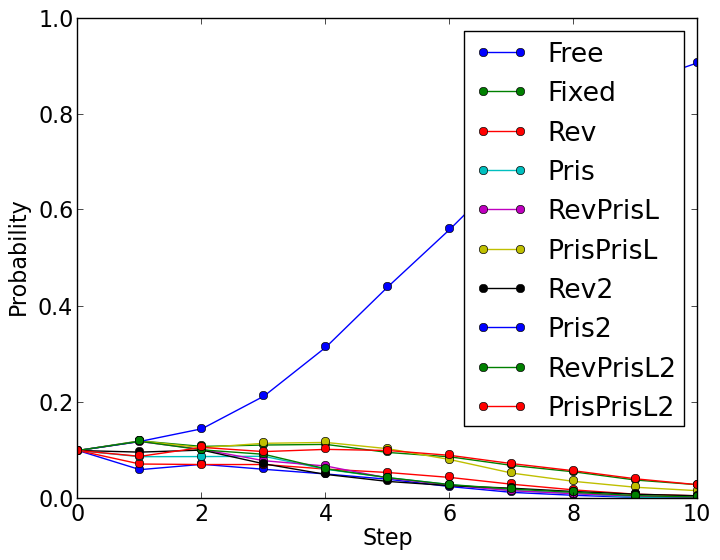 1.0
0.8
0.6
0.4
0.2
0.0
Probability
0 2 4 6 8 10
Step
Free
Fixed
Rev
Pris
RevPrisL
PrisPrisL
Rev2
Pris2
RevPrisL2
PrisPrisL2